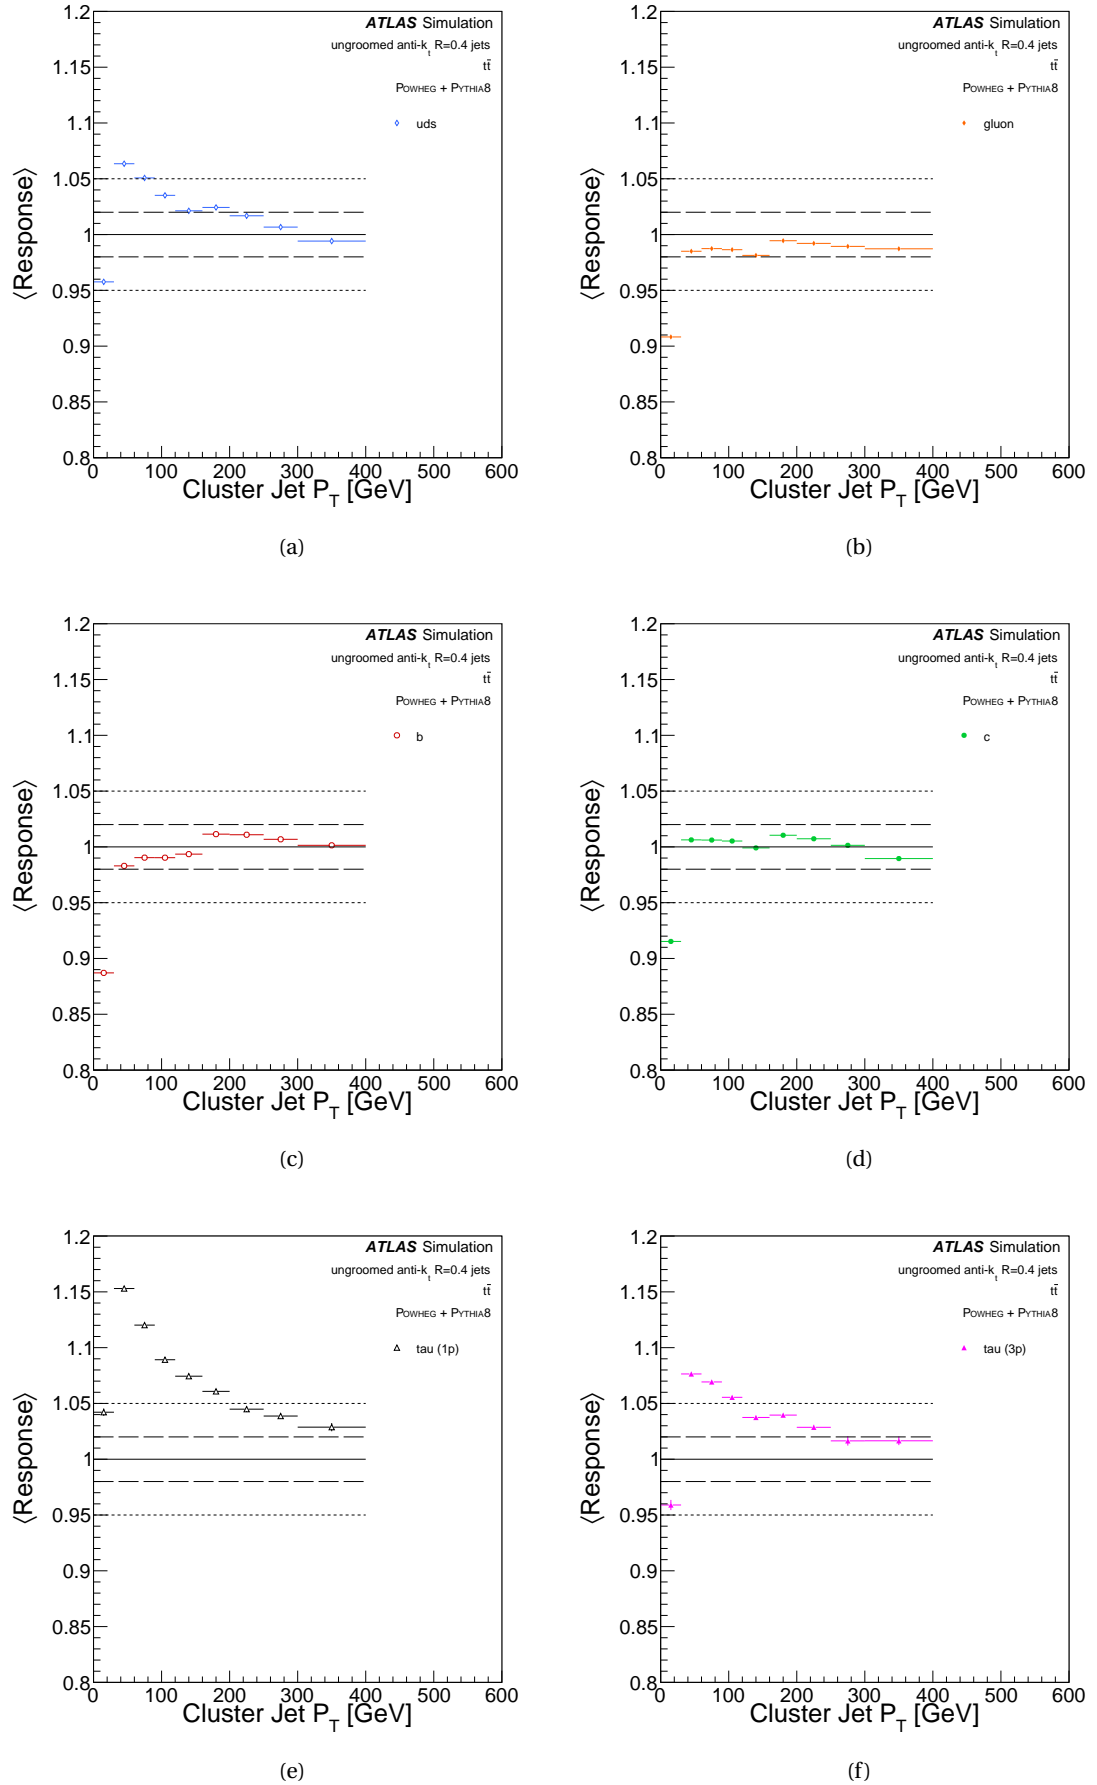 1.2
1.15
1.1
1.05
1
0.95
0.9
0.85
0.8
⟨Response⟩
ATLAS Simulation
ungroomed anti-k_t R=0.4 jets
tt̄
POWHEG + PYTHIA8
uds
0 100 200 300 400 500 600
Cluster Jet P_T [GeV]
(a)
1.2
1.15
1.1
1.05
1
0.95
0.9
0.85
0.8
⟨Response⟩
ATLAS Simulation
ungroomed anti-k_t R=0.4 jets
tt̄
POWHEG + PYTHIA8
gluon
0 100 200 300 400 500 600
Cluster Jet P_T [GeV]
(b)
1.2
1.15
1.1
1.05
1
0.95
0.9
0.85
0.8
⟨Response⟩
ATLAS Simulation
ungroomed anti-k_t R=0.4 jets
tt̄
POWHEG + PYTHIA8
b
0 100 200 300 400 500 600
Cluster Jet P_T [GeV]
(c)
1.2
1.15
1.1
1.05
1
0.95
0.9
0.85
0.8
⟨Response⟩
ATLAS Simulation
ungroomed anti-k_t R=0.4 jets
tt̄
POWHEG + PYTHIA8
c
0 100 200 300 400 500 600
Cluster Jet P_T [GeV]
(d)
1.2
1.15
1.1
1.05
1
0.95
0.9
0.85
0.8
⟨Response⟩
ATLAS Simulation
ungroomed anti-k_t R=0.4 jets
tt̄
POWHEG + PYTHIA8
tau (1p)
0 100 200 300 400 500 600
Cluster Jet P_T [GeV]
(e)
1.2
1.15
1.1
1.05
1
0.95
0.9
0.85
0.8
⟨Response⟩
ATLAS Simulation
ungroomed anti-k_t R=0.4 jets
tt̄
POWHEG + PYTHIA8
tau (3p)
0 100 200 300 400 500 600
Cluster Jet P_T [GeV]
(f)